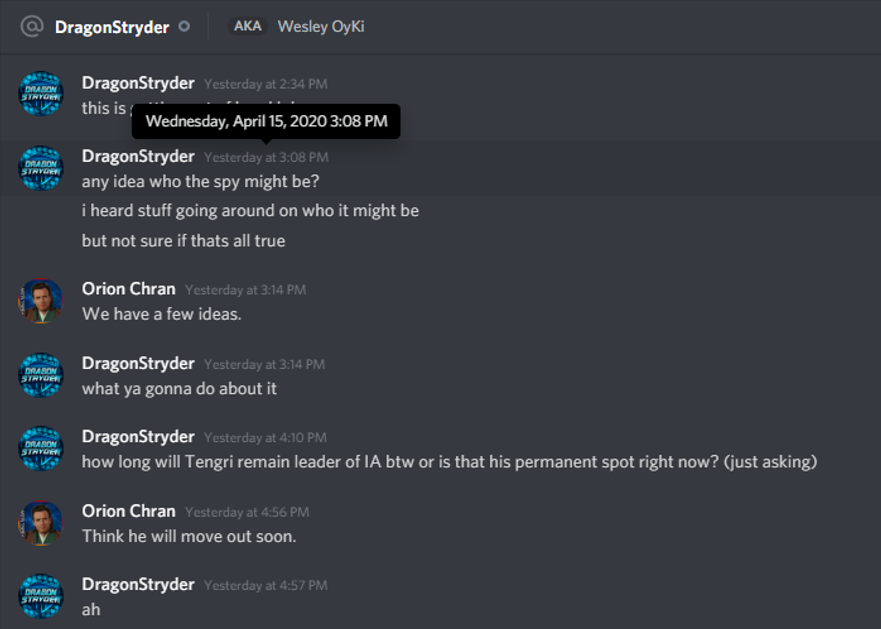 @ DragonStryder AKA Wesley OyKi
DragonStryder Yesterday at 2:34 PM
this is
Wednesday, April 15, 2020 3:08 PM
DragonStryder Yesterday at 3:08 PM
any idea who the spy might be?
i heard stuff going around on who it might be
but not sure if thats all true
Orion Chran Yesterday at 3:14 PM
We have a few ideas.
DragonStryder Yesterday at 3:14 PM
what ya gonna do about it
DragonStryder Yesterday at 4:10 PM
how long will Tengri remain leader of IA btw or is that his permanent spot right now? (just asking)
Orion Chran Yesterday at 4:56 PM
Think he will move out soon.
DragonStryder Yesterday at 4:57 PM
ah